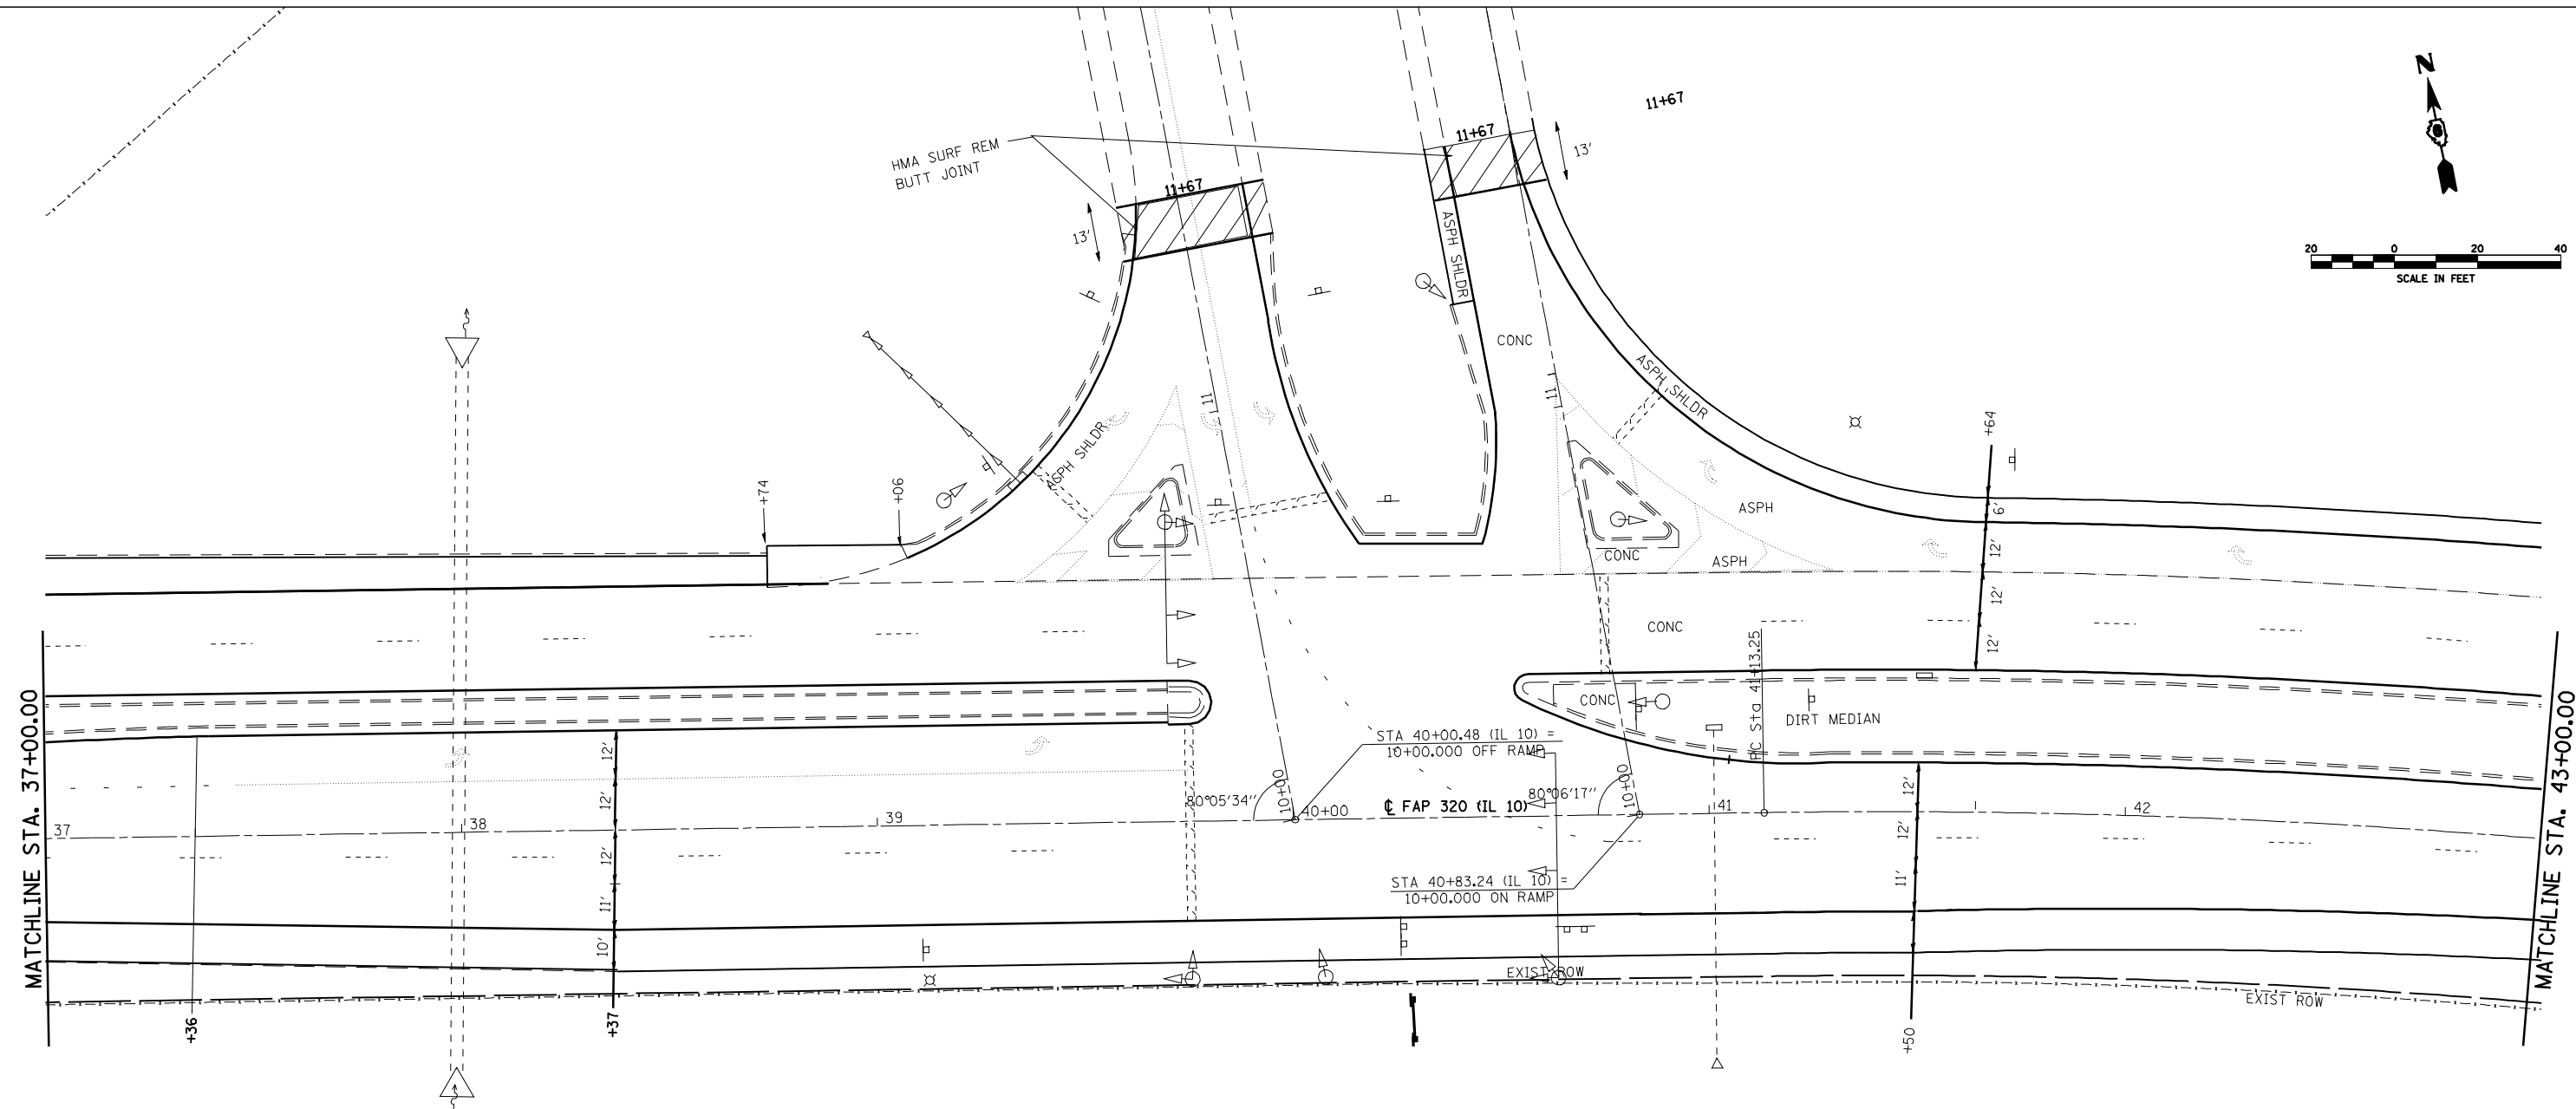 11+67
N
HMA SURF REM
BUTT JOINT
11+67
13'
11+67
13'
20 0 20 40
SCALE IN FEET
ASPH SHLDR
CONC
ASPH SHLDR
11
11
ASPH SHLDR
+64
+74
+06
ASPH
6'
CONC
ASPH
12'
12'
CONC
12'
PC Sta 41+13.25
CONC
DIRT MEDIAN
MATCHLINE STA. 37+00.00
MATCHLINE STA. 43+00.00
STA 40+00.48 (IL 10) =
10+00.000 OFF RAMP
12'
12'
12'
11'
10'
80°05'34"
10+00
40+00
℄ FAP 320 (IL 10)
80°06'17"
10+00
37
38
39
41
42
12'
12'
11'
STA 40+83.24 (IL 10) =
10+00.000 ON RAMP
EXIST ROW
EXIST ROW
+36
+37
+50